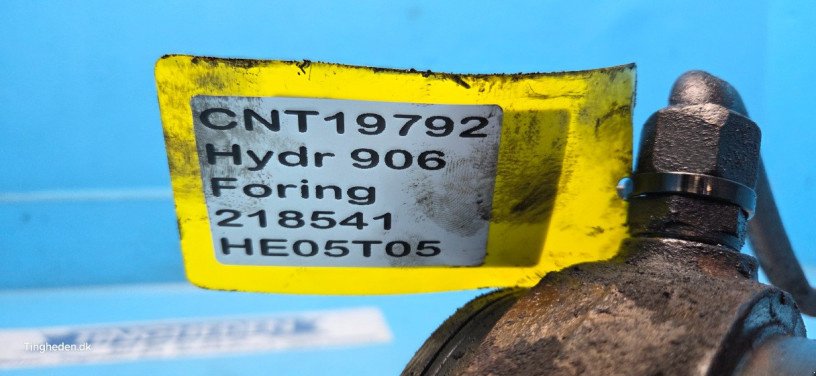 CNT19792
Hydr 906
Foring
218541
HE05T05
Tingheden.dk